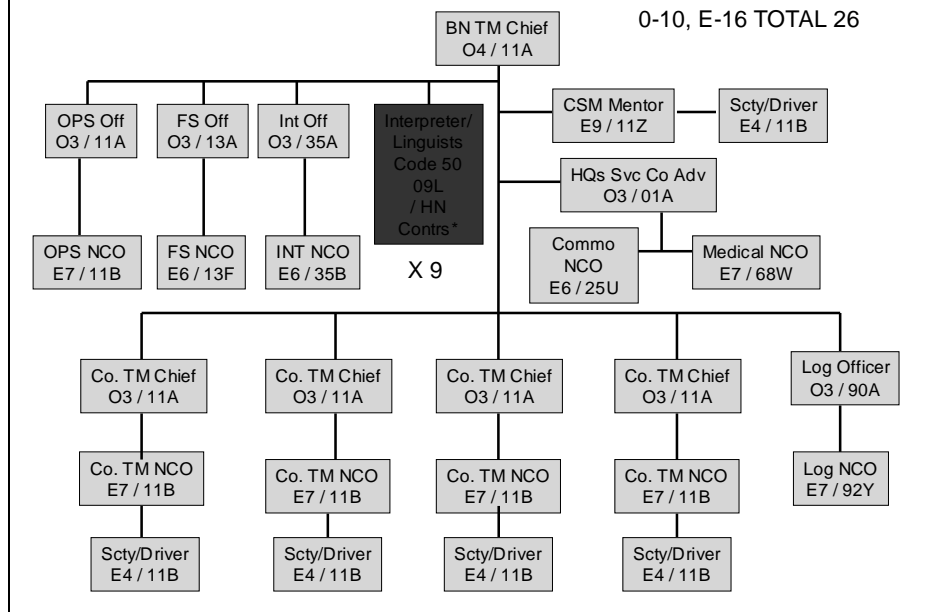 0-10, E-16 TOTAL 26
BN TM Chief
O4 / 11A
OPS Off
O3 / 11A
FS Off
O3 / 13A
Int Off
O3 / 35A
Interpreter/
Linguists
Code 50
09L
/ HN
Contrs*
X 9
CSM Mentor
E9 / 11Z
Scty/Driver
E4 / 11B
HQs Svc Co Adv
O3 / 01A
OPS NCO
E7 / 11B
FS NCO
E6 / 13F
INT NCO
E6 / 35B
Commo
NCO
E6 / 25U
Medical NCO
E7 / 68W
Co. TM Chief
O3 / 11A
Co. TM Chief
O3 / 11A
Co. TM Chief
O3 / 11A
Co. TM Chief
O3 / 11A
Log Officer
O3 / 90A
Co. TM NCO
E7 / 11B
Co. TM NCO
E7 / 11B
Co. TM NCO
E7 / 11B
Co. TM NCO
E7 / 11B
Log NCO
E7 / 92Y
Scty/Driver
E4 / 11B
Scty/Driver
E4 / 11B
Scty/Driver
E4 / 11B
Scty/Driver
E4 / 11B